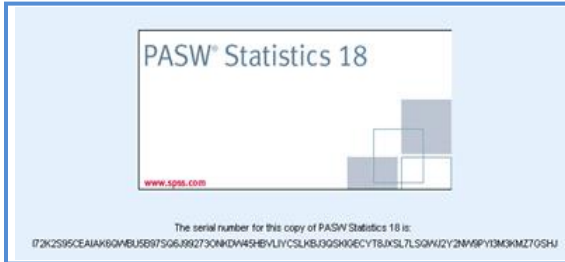 PASW® Statistics 18
www.spss.com
The serial number for this copy of PASW Statistics 18 is: